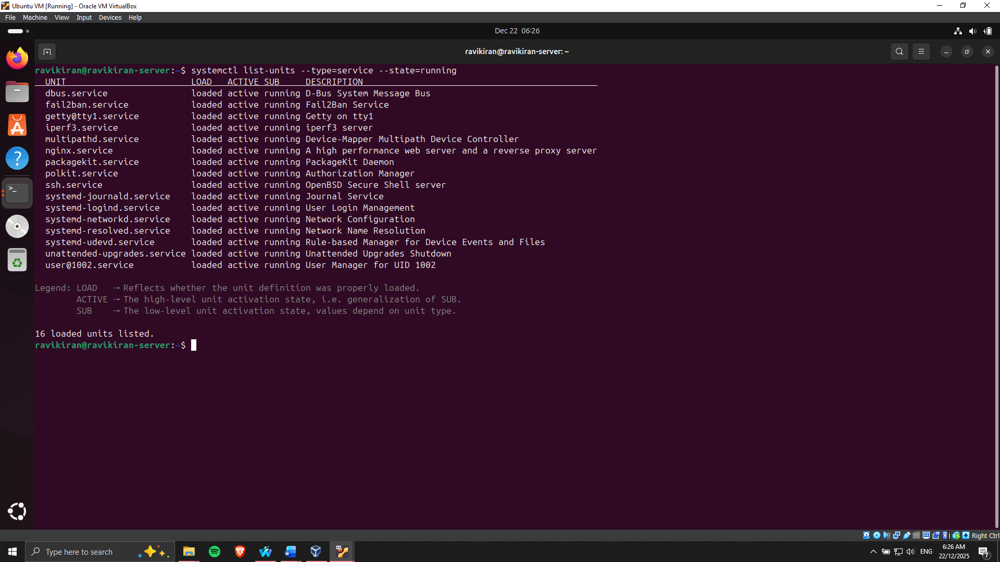 Ubuntu VM [Running] - Oracle VM VirtualBox
File Machine View Input Devices Help
Dec 22 06:26
ravikiran@ravikiran-server: ~
ravikiran@ravikiran-server:~$ systemctl list-units --type=service --state=running
UNIT LOAD ACTIVE SUB DESCRIPTION
dbus.service loaded active running D-Bus System Message Bus
fail2ban.service loaded active running Fail2Ban Service
getty@tty1.service loaded active running Getty on tty1
iperf3.service loaded active running iperf3 server
multipathd.service loaded active running Device-Mapper Multipath Device Controller
nginx.service loaded active running A high performance web server and a reverse proxy server
packagekit.service loaded active running PackageKit Daemon
polkit.service loaded active running Authorization Manager
ssh.service loaded active running OpenBSD Secure Shell server
systemd-journald.service loaded active running Journal Service
systemd-logind.service loaded active running User Login Management
systemd-networkd.service loaded active running Network Configuration
systemd-resolved.service loaded active running Network Name Resolution
systemd-udevd.service loaded active running Rule-based Manager for Device Events and Files
unattended-upgrades.service loaded active running Unattended Upgrades Shutdown
user@1002.service loaded active running User Manager for UID 1002
Legend: LOAD → Reflects whether the unit definition was properly loaded.
ACTIVE → The high-level unit activation state, i.e. generalization of SUB.
SUB → The low-level unit activation state, values depend on unit type.
16 loaded units listed.
ravikiran@ravikiran-server:~$
Right Ctrl
Type here to search
ENG
6:26 AM
22/12/2025
7